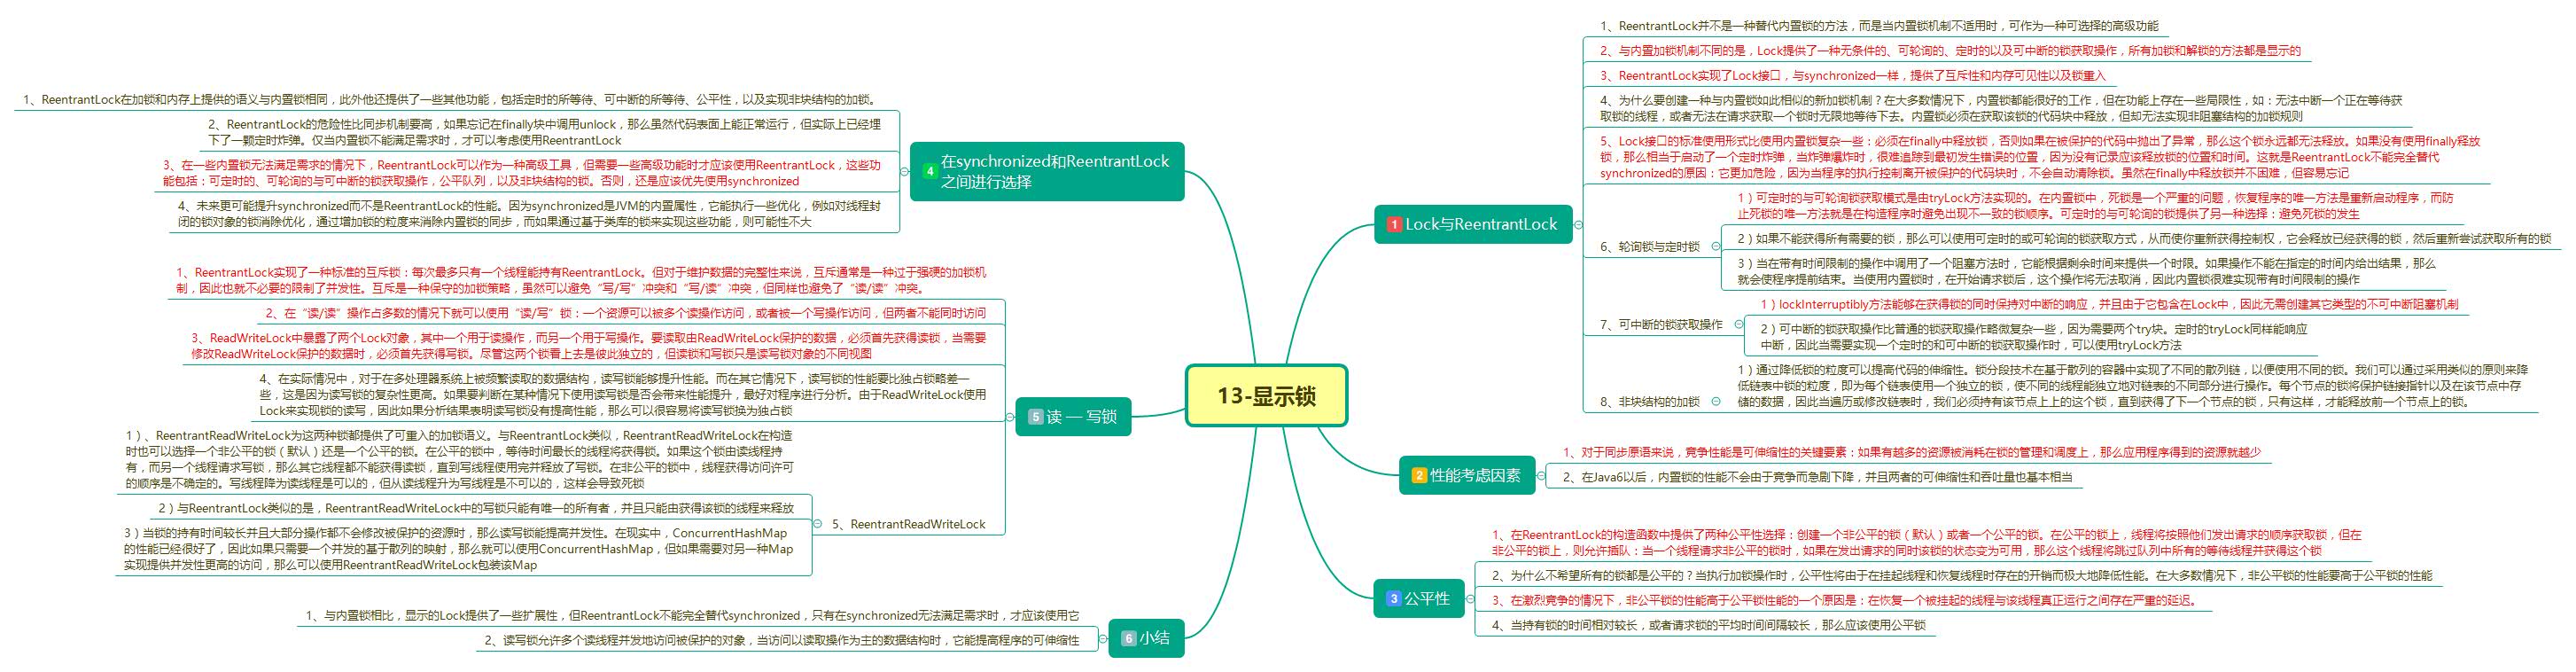 13-显示锁
1 Lock与ReentrantLock
1、ReentrantLock并不是一种替代内置锁的方法，而是当内置锁机制不适用时，可作为一种可选择的高级功能
2、与内置加锁机制不同的是，Lock提供了一种无条件的、可轮询的、定时的以及可中断的锁获取操作，所有加锁和解锁的方法都是显示的
3、ReentrantLock实现了Lock接口，与synchronized一样，提供了互斥性和内存可见性以及锁重入
4、为什么要创建一种与内置锁如此相似的新加锁机制？在大多数情况下，内置锁都能很好的工作，但在功能上存在一些局限性，如：无法中断一个正在等待获
取锁的线程，或者无法在请求获取一个锁时无限地等待下去。内置锁必须在获取该锁的代码块中释放，但却无法实现非阻塞结构的加锁规则
5、Lock接口的标准使用形式比使用内置锁复杂一些：必须在finally中释放锁，否则如果在被保护的代码中抛出了异常，那么这个锁永远都无法释放。如果没有使用finally释放
锁，那么相当于启动了一个定时炸弹，当炸弹爆炸时，很难追踪到最初发生错误的位置，因为没有记录应该释放锁的位置和时间。这就是ReentrantLock不能完全替代
synchronized的原因：它更加危险，因为当程序的执行控制离开被保护的代码块时，不会自动清除锁。虽然在finally中释放锁并不困难，但容易忘记
6、轮询锁与定时锁
1）可定时的与可轮询锁获取模式是由tryLock方法实现的。在内置锁中，死锁是一个严重的问题，恢复程序的唯一方法是重新启动程序，而防
止死锁的唯一方法就是在构造程序时避免出现不一致的锁顺序。可定时的与可轮询的锁提供了另一种选择：避免死锁的发生
2）如果不能获得所有需要的锁，那么可以使用可定时的或可轮询的锁获取方式，从而使你重新获得控制权，它会释放已经获得的锁，然后重新尝试获取所有的锁
3）当在带有时间限制的操作中调用了一个阻塞方法时，它能根据剩余时间来提供一个时限。如果操作不能在指定的时间内给出结果，那么
就会使程序提前结束。当使用内置锁时，在开始请求锁后，这个操作将无法取消，因此内置锁很难实现带有时间限制的操作
7、可中断的锁获取操作
1）lockInterruptibly方法能够在获得锁的同时保持对中断的响应，并且由于它包含在Lock中，因此无需创建其它类型的不可中断阻塞机制
2）可中断的锁获取操作比普通的锁获取操作略微复杂一些，因为需要两个try块。定时的tryLock同样能响应
中断，因此当需要实现一个定时的和可中断的锁获取操作时，可以使用tryLock方法
8、非块结构的加锁
1）通过降低锁的粒度可以提高代码的伸缩性。锁分段技术在基于散列的容器中实现了不同的散列链，以便使用不同的锁。我们可以通过采用类似的原则来降
低链表中锁的粒度，即为每个链表使用一个独立的锁，使不同的线程能独立地对链表的不同部分进行操作。每个节点的锁将保护链接指针以及在该节点中存
储的数据，因此当遍历或修改链表时，我们必须持有该节点上上的这个锁，直到获得了下一个节点的锁，只有这样，才能释放前一个节点上的锁。
2 性能考虑因素
1、对于同步原语来说，竞争性能是可伸缩性的关键要素：如果有越多的资源被消耗在锁的管理和调度上，那么应用程序得到的资源就越少
2、在Java6以后，内置锁的性能不会由于竞争而急剧下降，并且两者的可伸缩性和吞吐量也基本相当
3 公平性
1、在ReentrantLock的构造函数中提供了两种公平性选择：创建一个非公平的锁（默认）或者一个公平的锁。在公平的锁上，线程将按照他们发出请求的顺序获取锁，但在
非公平的锁上，则允许插队：当一个线程请求非公平的锁时，如果在发出请求的同时该锁的状态变为可用，那么这个线程将跳过队列中所有的等待线程并获得这个锁
2、为什么不希望所有的锁都是公平的？当执行加锁操作时，公平性将由于在挂起线程和恢复线程时存在的开销而极大地降低性能。在大多数情况下，非公平锁的性能要高于公平锁的性能
3、在激烈竞争的情况下，非公平锁的性能高于公平锁性能的一个原因是：在恢复一个被挂起的线程与该线程真正运行之间存在严重的延迟。
4、当持有锁的时间相对较长，或者请求锁的平均时间间隔较长，那么应该使用公平锁
4 在synchronized和ReentrantLock
之间进行选择
1、ReentrantLock在加锁和内存上提供的语义与内置锁相同，此外他还提供了一些其他功能，包括定时的所等待、可中断的所等待、公平性，以及实现非块结构的加锁。
2、ReentrantLock的危险性比同步机制要高，如果忘记在finally块中调用unlock，那么虽然代码表面上能正常运行，但实际上已经埋
下了一颗定时炸弹。仅当内置锁不能满足需求时，才可以考虑使用ReentrantLock
3、在一些内置锁无法满足需求的情况下，ReentrantLock可以作为一种高级工具，但需要一些高级功能时才应该使用ReentrantLock，这些功
能包括：可定时的、可轮询的与可中断的锁获取操作，公平队列，以及非块结构的锁。否则，还是应该优先使用synchronized
4、未来更可能提升synchronized而不是ReentrantLock的性能。因为synchronized是JVM的内置属性，它能执行一些优化，例如对线程封
闭的锁对象的锁消除优化，通过增加锁的粒度来消除内置锁的同步，而如果通过基于类库的锁来实现这些功能，则可能性不大
5 读 — 写锁
1、ReentrantLock实现了一种标准的互斥锁：每次最多只有一个线程能持有ReentrantLock。但对于维护数据的完整性来说，互斥通常是一种过于强硬的加锁机
制，因此也就不必要的限制了并发性。互斥是一种保守的加锁策略，虽然可以避免“写/写”冲突和“写/读”冲突，但同样也避免了“读/读”冲突。
2、在“读/读”操作占多数的情况下就可以使用“读/写”锁：一个资源可以被多个读操作访问，或者被一个写操作访问，但两者不能同时访问
3、ReadWriteLock中暴露了两个Lock对象，其中一个用于读操作，而另一个用于写操作。要读取由ReadWriteLock保护的数据，必须首先获得读锁，当需要
修改ReadWriteLock保护的数据时，必须首先获得写锁。尽管这两个锁看上去是彼此独立的，但读锁和写锁只是读写锁对象的不同视图
4、在实际情况中，对于在多处理器系统上被频繁读取的数据结构，读写锁能够提升性能。而在其它情况下，读写锁的性能要比独占锁略差一
些，这是因为读写锁的复杂性更高。如果要判断在某种情况下使用读写锁是否会带来性能提升，最好对程序进行分析。由于ReadWriteLock使用
Lock来实现锁的读写，因此如果分析结果表明读写锁没有提高性能，那么可以很容易将读写锁换为独占锁
5、ReentrantReadWriteLock
1）、ReentrantReadWriteLock为这两种锁都提供了可重入的加锁语义。与ReentrantLock类似，ReentrantReadWriteLock在构造
时也可以选择一个非公平的锁（默认）还是一个公平的锁。在公平的锁中，等待时间最长的线程将获得锁。如果这个锁由读线程持
有，而另一个线程请求写锁，那么其它线程都不能获得读锁，直到写线程使用完并释放了写锁。在非公平的锁中，线程获得访问许可
的顺序是不确定的。写线程降为读线程是可以的，但从读线程升为写线程是不可以的，这样会导致死锁
2）与ReentrantLock类似的是，ReentrantReadWriteLock中的写锁只能有唯一的所有者，并且只能由获得该锁的线程来释放
3）当锁的持有时间较长并且大部分操作都不会修改被保护的资源时，那么读写锁能提高并发性。在现实中，ConcurrentHashMap
的性能已经很好了，因此如果只需要一个并发的基于散列的映射，那么就可以使用ConcurrentHashMap，但如果需要对另一种Map
实现提供并发性更高的访问，那么可以使用ReentrantReadWriteLock包装该Map
6 小结
1、与内置锁相比，显示的Lock提供了一些扩展性，但ReentrantLock不能完全替代synchronized，只有在synchronized无法满足需求时，才应该使用它
2、读写锁允许多个读线程并发地访问被保护的对象，当访问以读取操作为主的数据结构时，它能提高程序的可伸缩性